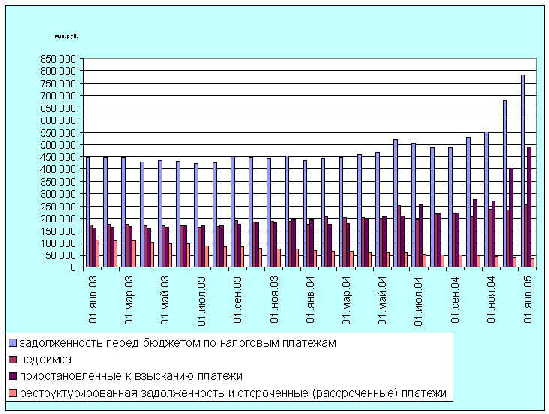 млн.руб.
850 000
800 000
750 000
700 000
650 000
600 000
550 000
500 000
450 000
400 000
350 000
300 000
250 000
200 000
150 000
100 000
50 000
01.янв.03
01.мар.03
01.май.03
01.июл.03
01.сен.03
01.ноя.03
01.янв.04
01.мар.04
01.май.04
01.июл.04
01.сен.04
01.ноя.04
01.янв.05
задолженность перед бюджетом по налоговым платежам
недоимка
приостановленные к взысканию платежи
реструктурированная задолженность и отсроченные (рассроченные) платежи